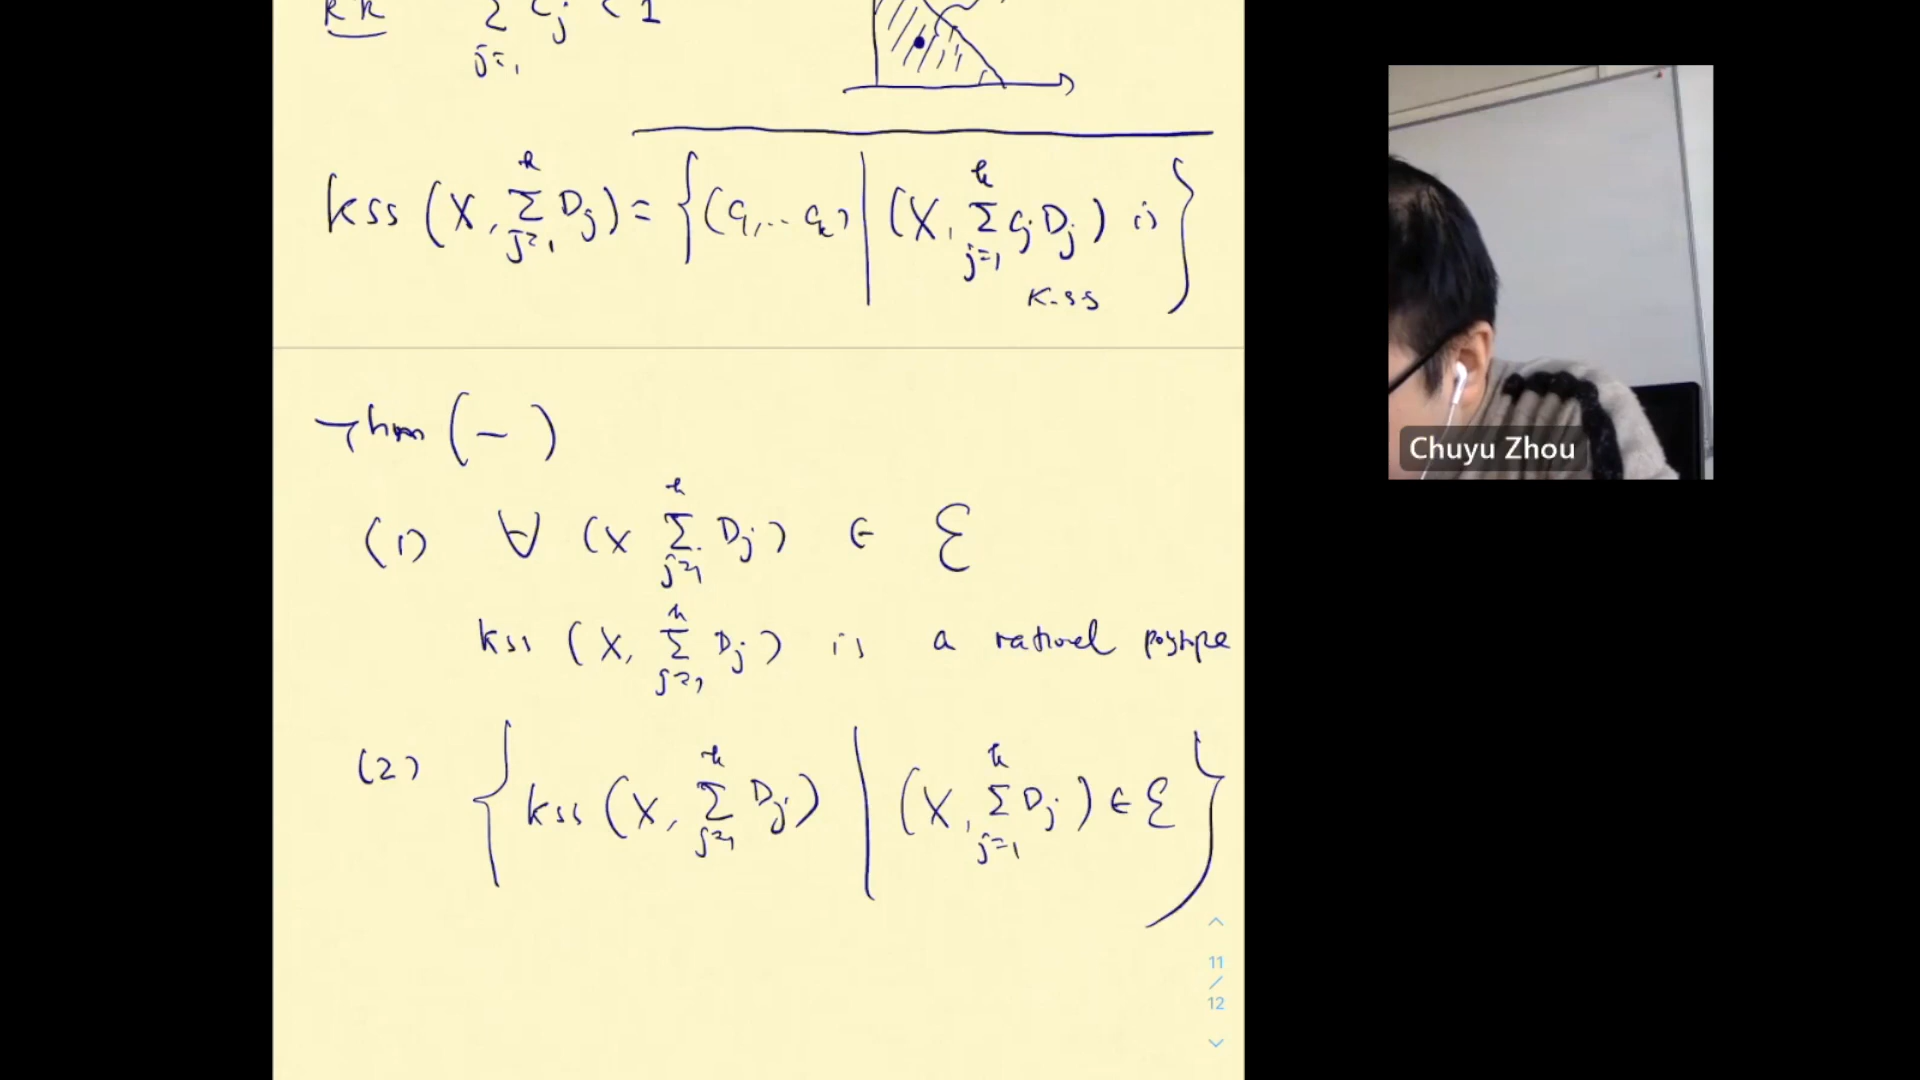 RK Σ_{j=1} c_j < 1
kss (X, Σ_{j=1}^{k} D_j) = { (c_1, .. c_k) | (X, Σ_{j=1}^{k} c_j D_j) is K-ss }
Thm (-)
(1) ∀ (X Σ_{j=1}^{k} D_j) ∈ ℰ
kss (X, Σ_{j=1}^{k} D_j) is a rational polytope
(2) { kss (X, Σ_{j=1}^{k} D_j) | (X, Σ_{j=1}^{k} D_j) ∈ ℰ }
11
/
12
Chuyu Zhou